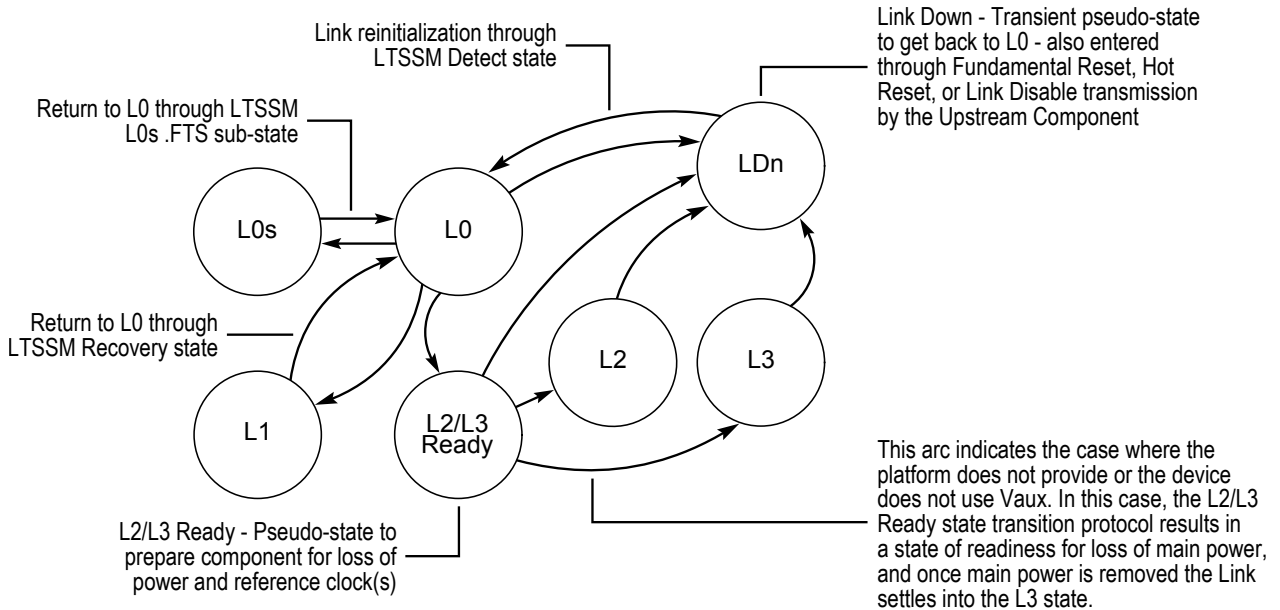 Link reinitialization through
LTSSM Detect state
Link Down - Transient pseudo-state
to get back to L0 - also entered
through Fundamental Reset, Hot
Reset, or Link Disable transmission
by the Upstream Component
Return to L0 through LTSSM
L0s .FTS sub-state
LDn
L0s
L0
Return to L0 through
LTSSM Recovery state
L2
L3
L1
L2/L3
Ready
This arc indicates the case where the
platform does not provide or the device
does not use Vaux. In this case, the L2/L3
Ready state transition protocol results in
a state of readiness for loss of main power,
and once main power is removed the Link
settles into the L3 state.
L2/L3 Ready - Pseudo-state to
prepare component for loss of
power and reference clock(s)